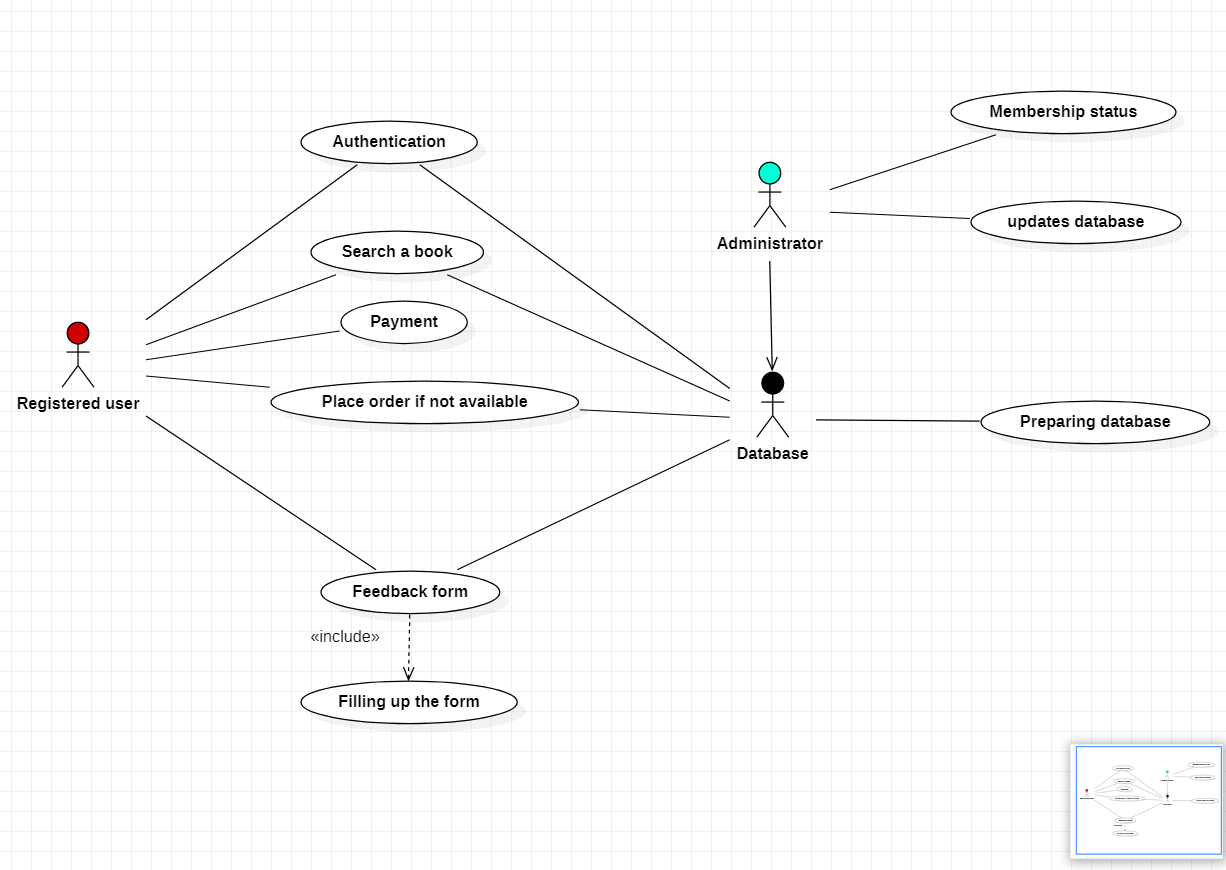 Membership status
Authentication
updates database
Administrator
Search a book
Payment
Registered user
Place order if not available
Preparing database
Database
Feedback form
«include»
Filling up the form